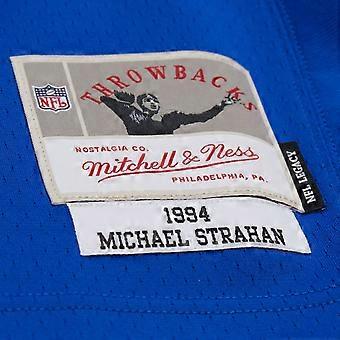 THROWBACKS
NFL
NOSTALGIA CO.
Mitchell & Ness
PHILADELPHIA, PA.
NFL LEGACY
1994
MICHAEL STRAHAN